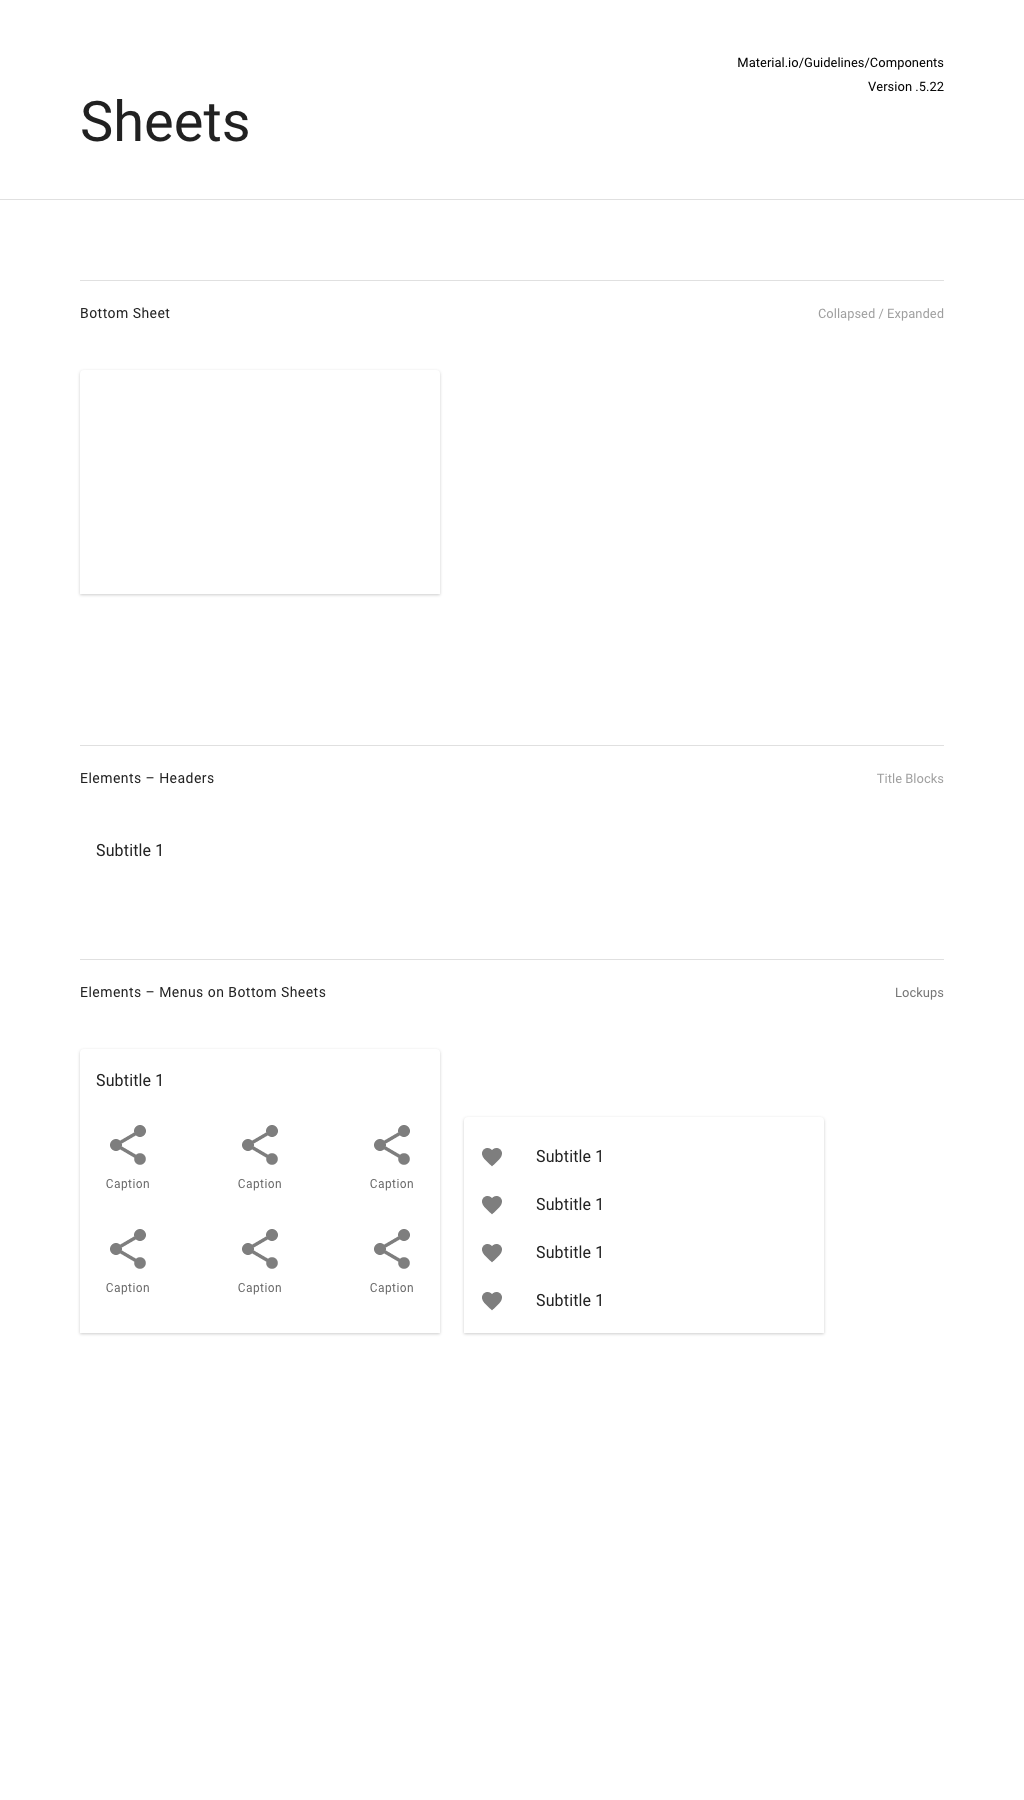 Material.io/Guidelines/Components
Version .5.22
Sheets
Bottom Sheet
Collapsed / Expanded
Elements – Headers
Title Blocks
Subtitle 1
Elements – Menus on Bottom Sheets
Lockups
Subtitle 1
Caption
Caption
Caption
Caption
Caption
Caption
Subtitle 1
Subtitle 1
Subtitle 1
Subtitle 1